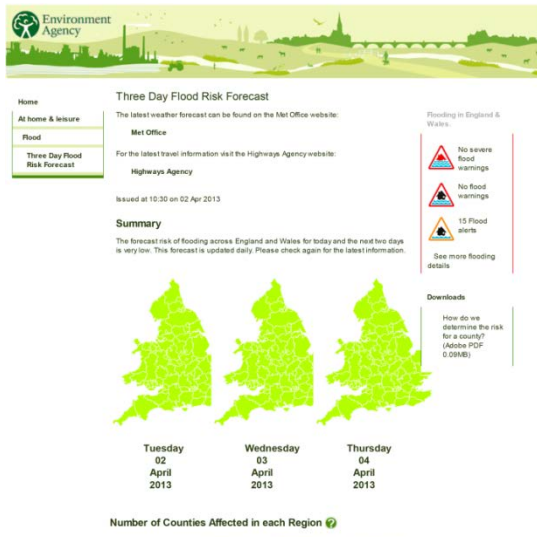 Environment
Agency
Home
At home & leisure
Flood
Three Day Flood
Risk Forecast
Three Day Flood Risk Forecast
The latest weather forecast can be found on the Met Office website:
Met Office
For the latest travel information visit the Highways Agency website:
Highways Agency
Issued at 10:30 on 02 Apr 2013
Summary
The forecast risk of flooding across England and Wales for today and the next two days
is very low. This forecast is updated daily. Please check again for the latest information.
Tuesday
02
April
2013
Wednesday
03
April
2013
Thursday
04
April
2013
Number of Counties Affected in each Region ?
Flooding in England &
Wales.
No severe
flood
warnings
No flood
warnings
15 Flood
alerts
See more flooding
details
Downloads
How do we
determine the risk
for a county?
(Adobe PDF
0.09MB)